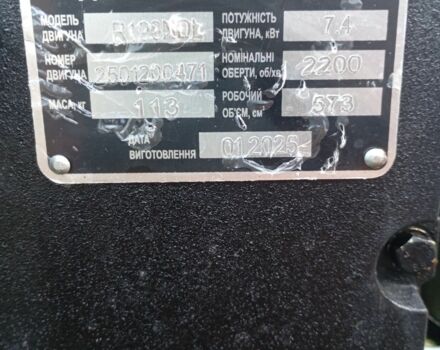 МОДЕЛЬ
ДВИГУНА
ПОТУЖНІСТЬ
ДВИГУНА, кВт
7.4
НОМЕР
ДВИГУНА
2501200471
НОМІНАЛЬНІ
ОБЕРТИ, об/хв
2200
МАСА, кг
113
РОБОЧИЙ
ОБ'ЄМ, см³
573
ДАТА
ВИГОТОВЛЕННЯ
01.2025